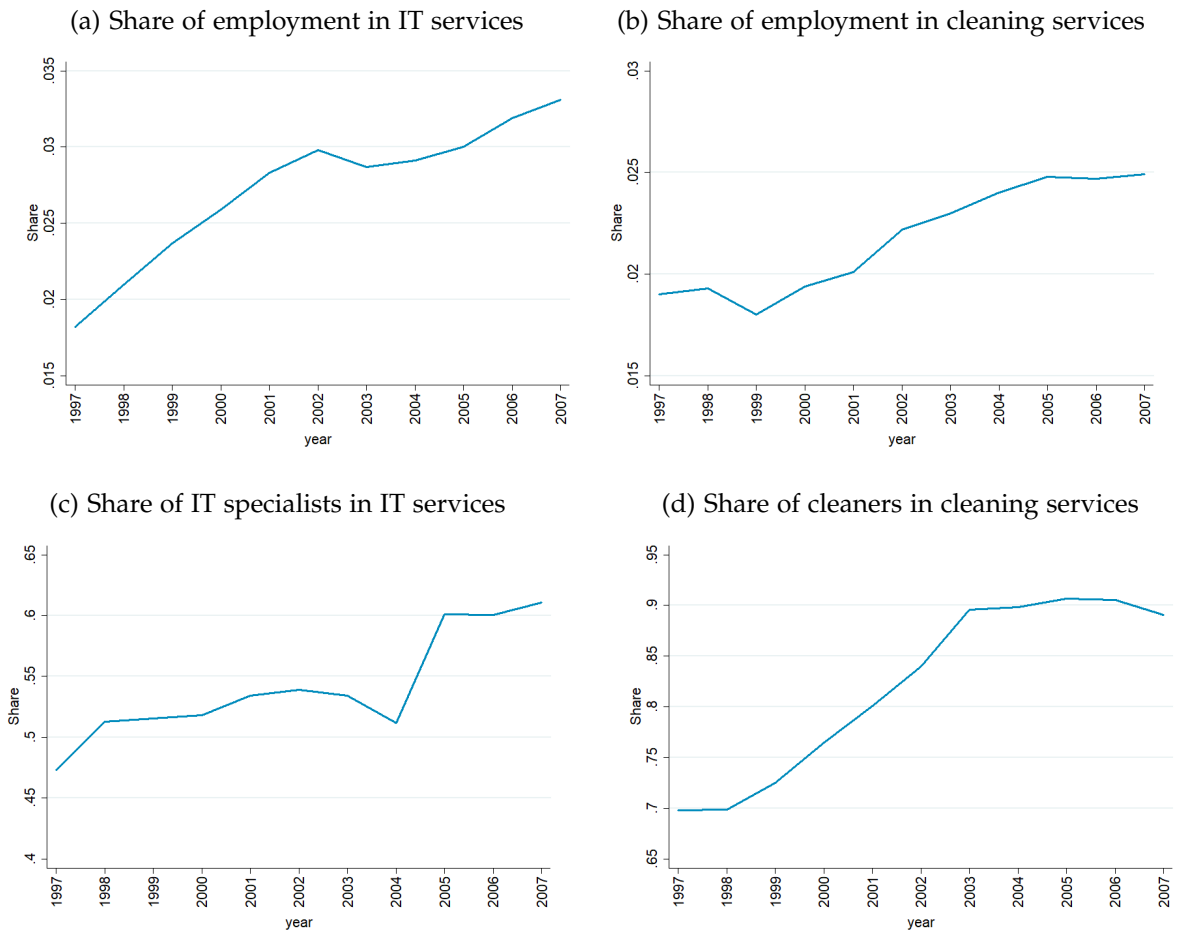 (a) Share of employment in IT services
.035
.03
.025
.02
.015
Share
1997 1998 1999 2000 2001 2002 2003 2004 2005 2006 2007
year
(b) Share of employment in cleaning services
.03
.025
.02
.015
Share
1997 1998 1999 2000 2001 2002 2003 2004 2005 2006 2007
year
(c) Share of IT specialists in IT services
.65
.6
.55
.5
.45
.4
Share
1997 1998 1999 2000 2001 2002 2003 2004 2005 2006 2007
year
(d) Share of cleaners in cleaning services
.95
.9
.85
.8
.75
.7
.65
Share
1997 1998 1999 2000 2001 2002 2003 2004 2005 2006 2007
year